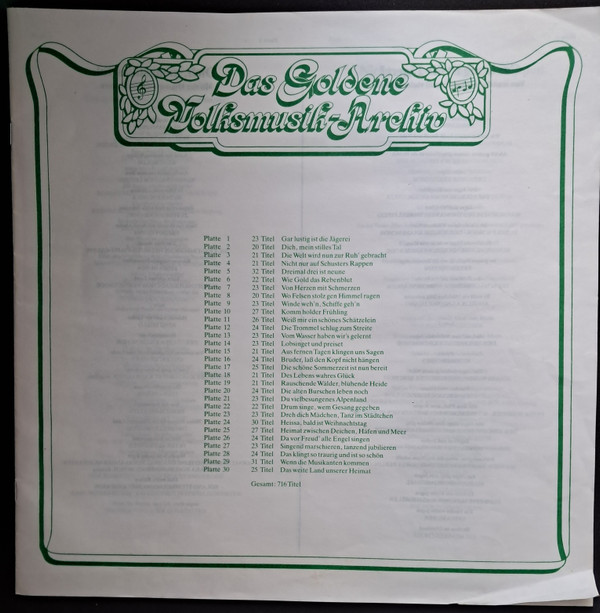 Das Goldene
Volksmusik-Archiv
Platte 1 23 Titel Gar lustig ist die Jägerei
Platte 2 20 Titel Dich, mein stilles Tal
Platte 3 21 Titel Die Welt wird nun zur Ruh' gebracht
Platte 4 21 Titel Nicht nur auf Schusters Rappen
Platte 5 32 Titel Dreimal drei ist neune
Platte 6 22 Titel Wie Gold das Rebenblut
Platte 7 23 Titel Von Herzen mit Schmerzen
Platte 8 20 Titel Wo Felsen stolz gen Himmel ragen
Platte 9 23 Titel Winde weh'n, Schiffe geh'n
Platte 10 27 Titel Komm holder Frühling
Platte 11 26 Titel Weiß mir ein schönes Schätzelein
Platte 12 24 Titel Die Trommel schlug zum Streite
Platte 13 23 Titel Vom Wasser haben wir's gelernt
Platte 14 23 Titel Lobsinget und preiset
Platte 15 21 Titel Aus fernen Tagen klingen uns Sagen
Platte 16 24 Titel Bruder, laß den Kopf nicht hängen
Platte 17 25 Titel Die schöne Sommerzeit ist nun bereit
Platte 18 21 Titel Des Lebens wahres Glück
Platte 19 21 Titel Rauschende Wälder, blühende Heide
Platte 20 24 Titel Die alten Burschen leben noch
Platte 21 23 Titel Du vielbesungenes Alpenland
Platte 22 22 Titel Drum singe, wem Gesang gegeben
Platte 23 23 Titel Dreh dich Mädchen, Tanz im Städtchen
Platte 24 30 Titel Heissa, bald ist Weihnachtstag
Platte 25 27 Titel Heimat zwischen Deichen, Häfen und Meer
Platte 26 24 Titel Da vor Freud' alle Engel singen
Platte 27 23 Titel Singend marschieren, tanzend jubilieren
Platte 28 24 Titel Das klingt so traurig und ist so schön
Platte 29 31 Titel Wenn die Musikanten kommen
Platte 30 25 Titel Das weite Land unserer Heimat
Gesamt: 716 Titel